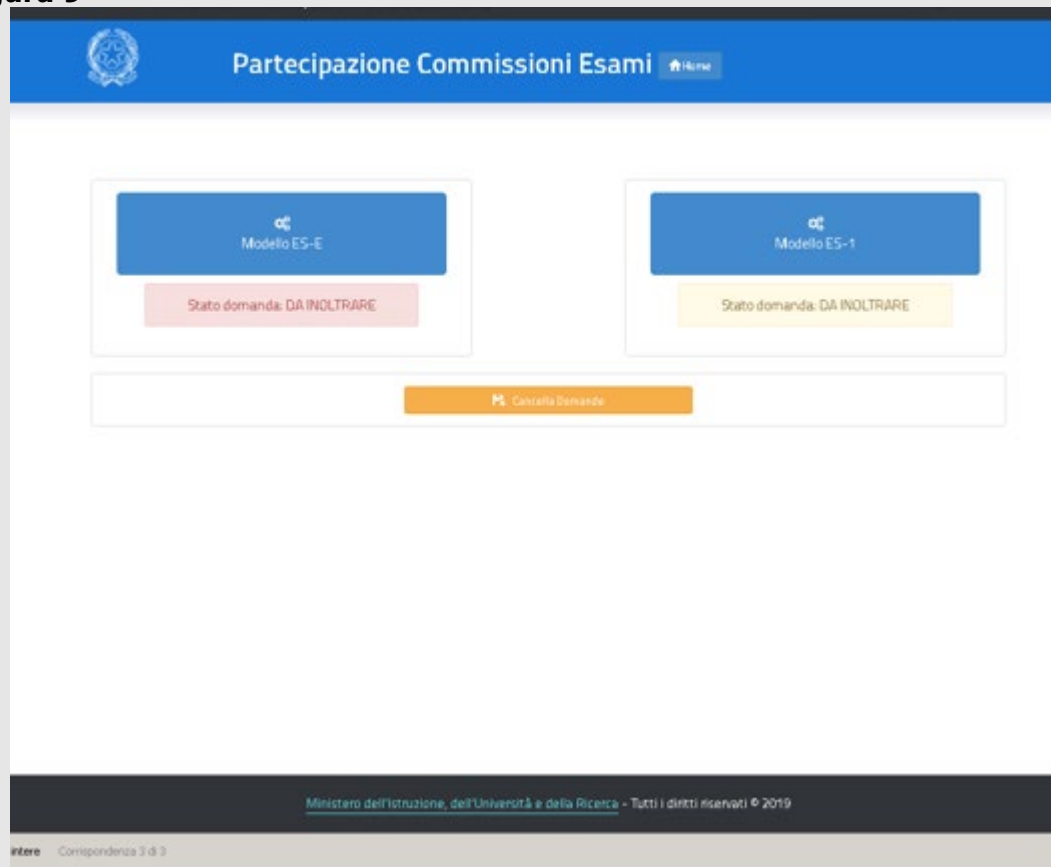 Partecipazione Commissioni Esami Home
Modello ES-E
Stato domanda: DA INOLTRARE
Modello ES-1
Stato domanda: DA INOLTRARE
Cancella Domande
Ministero dell'Istruzione, dell'Università e della Ricerca - Tutti i diritti riservati © 2019
intere Corrispondenza 3 di 3